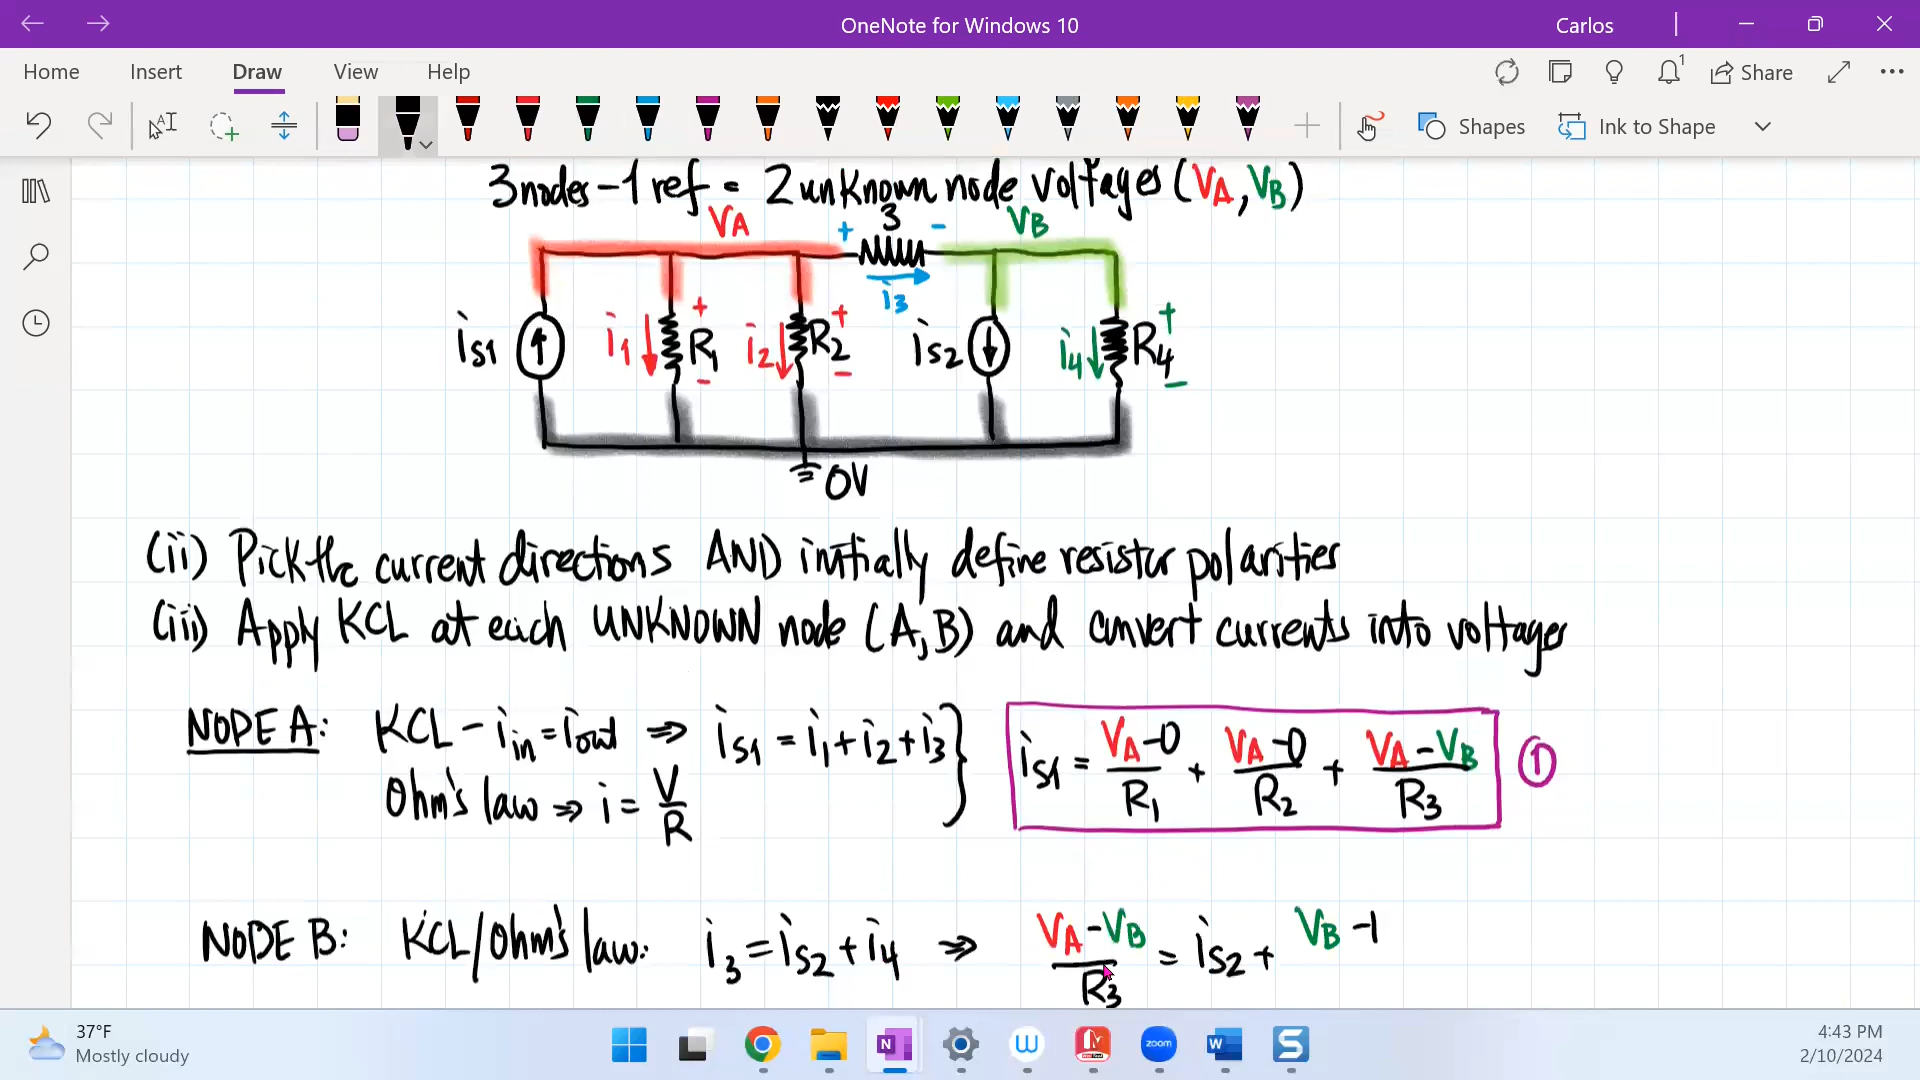 OneNote for Windows 10
Carlos
Home Insert Draw View Help
1
Share
Shapes
Ink to Shape
3 nodes - 1 ref = 2 unknown node voltages (VA, VB)
VA + 3 - VB
i3
is1 i1 + R1 - i2 + R2 - is2 i4 + R4 -
0V
(ii) Pick the current directions AND initially define resistor polarities
(iii) Apply KCL at each UNKNOWN node (A, B) and convert currents into voltages
NODE A: KCL - iin = iout ⇒ is1 = i1 + i2 + i3 }
Ohm's law ⇒ i = V/R
is1 = (VA - 0)/R1 + (VA - 0)/R2 + (VA - VB)/R3 ①
NODE B: KCL/Ohm's law: i3 = is2 + i4 ⇒ (VA - VB)/R3 = is2 + VB - 1
37°F
Mostly cloudy
zoom
4:43 PM
2/10/2024